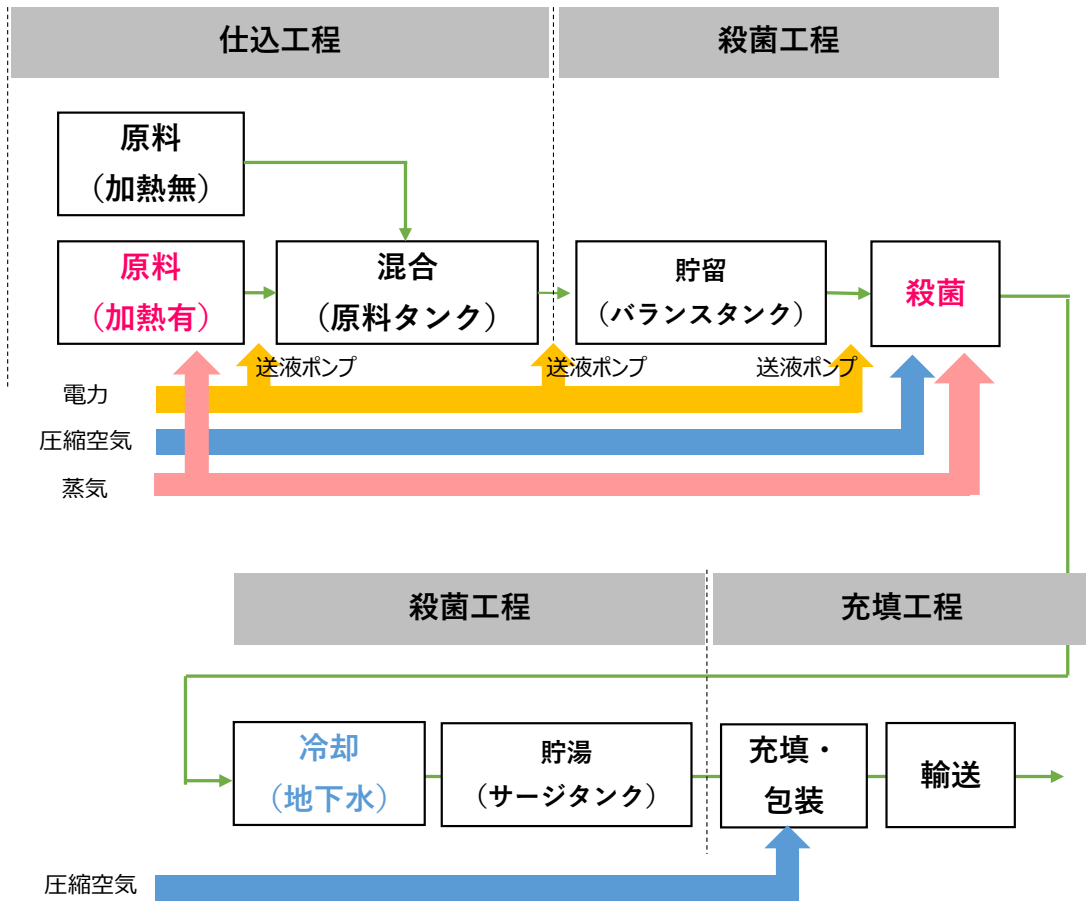 仕込工程
殺菌工程
原料
（加熱無）
原料
（加熱有）
混合
（原料タンク）
貯留
（バランスタンク）
殺菌
送液ポンプ
送液ポンプ
送液ポンプ
電力
圧縮空気
蒸気
殺菌工程
充填工程
冷却
（地下水）
貯湯
（サージタンク）
充填・
包装
輸送
圧縮空気